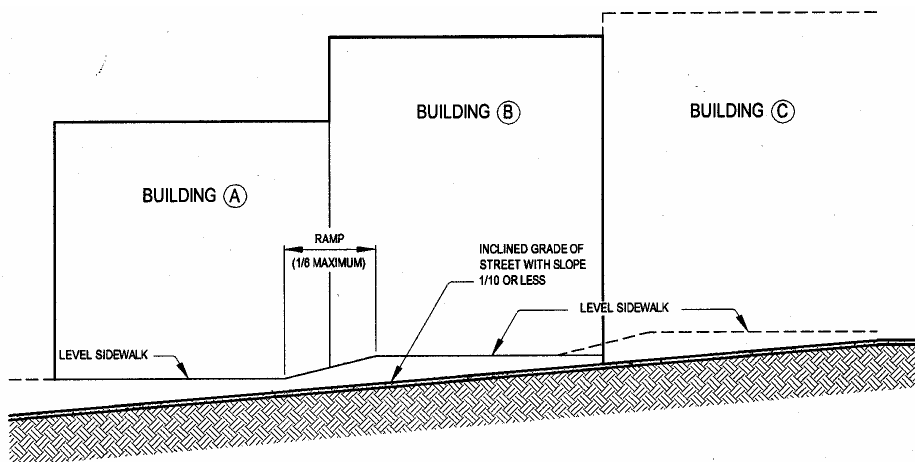 BUILDING C
BUILDING B
BUILDING A
RAMP
(1/6 MAXIMUM)
INCLINED GRADE OF
STREET WITH SLOPE
1/10 OR LESS
LEVEL SIDEWALK
LEVEL SIDEWALK